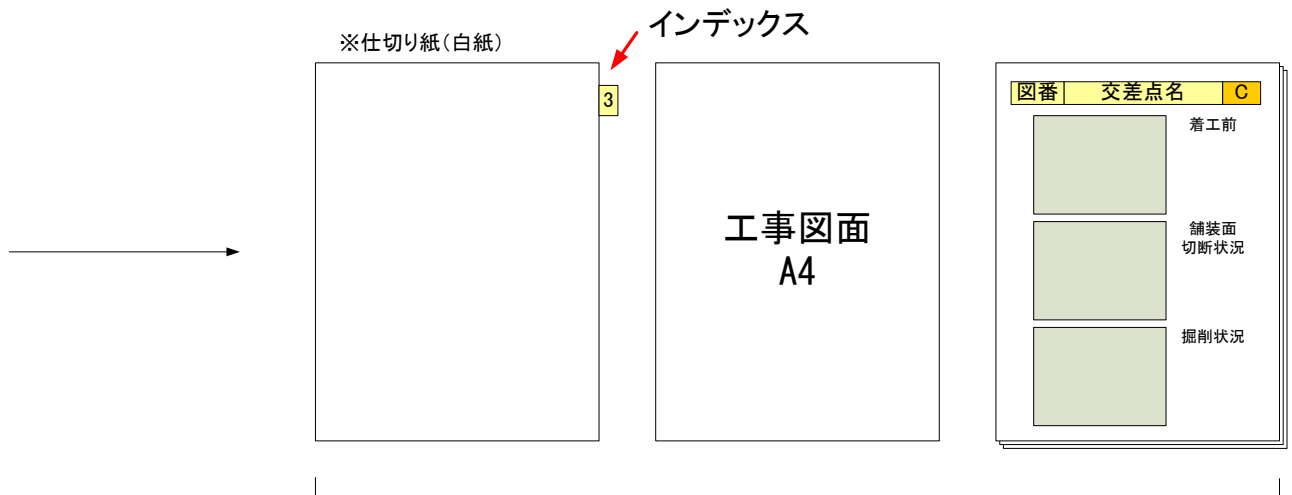 インデックス
※仕切り紙(白紙)
3
工事図面
A4
図番 交差点名 C
着工前
舗装面
切断状況
掘削状況